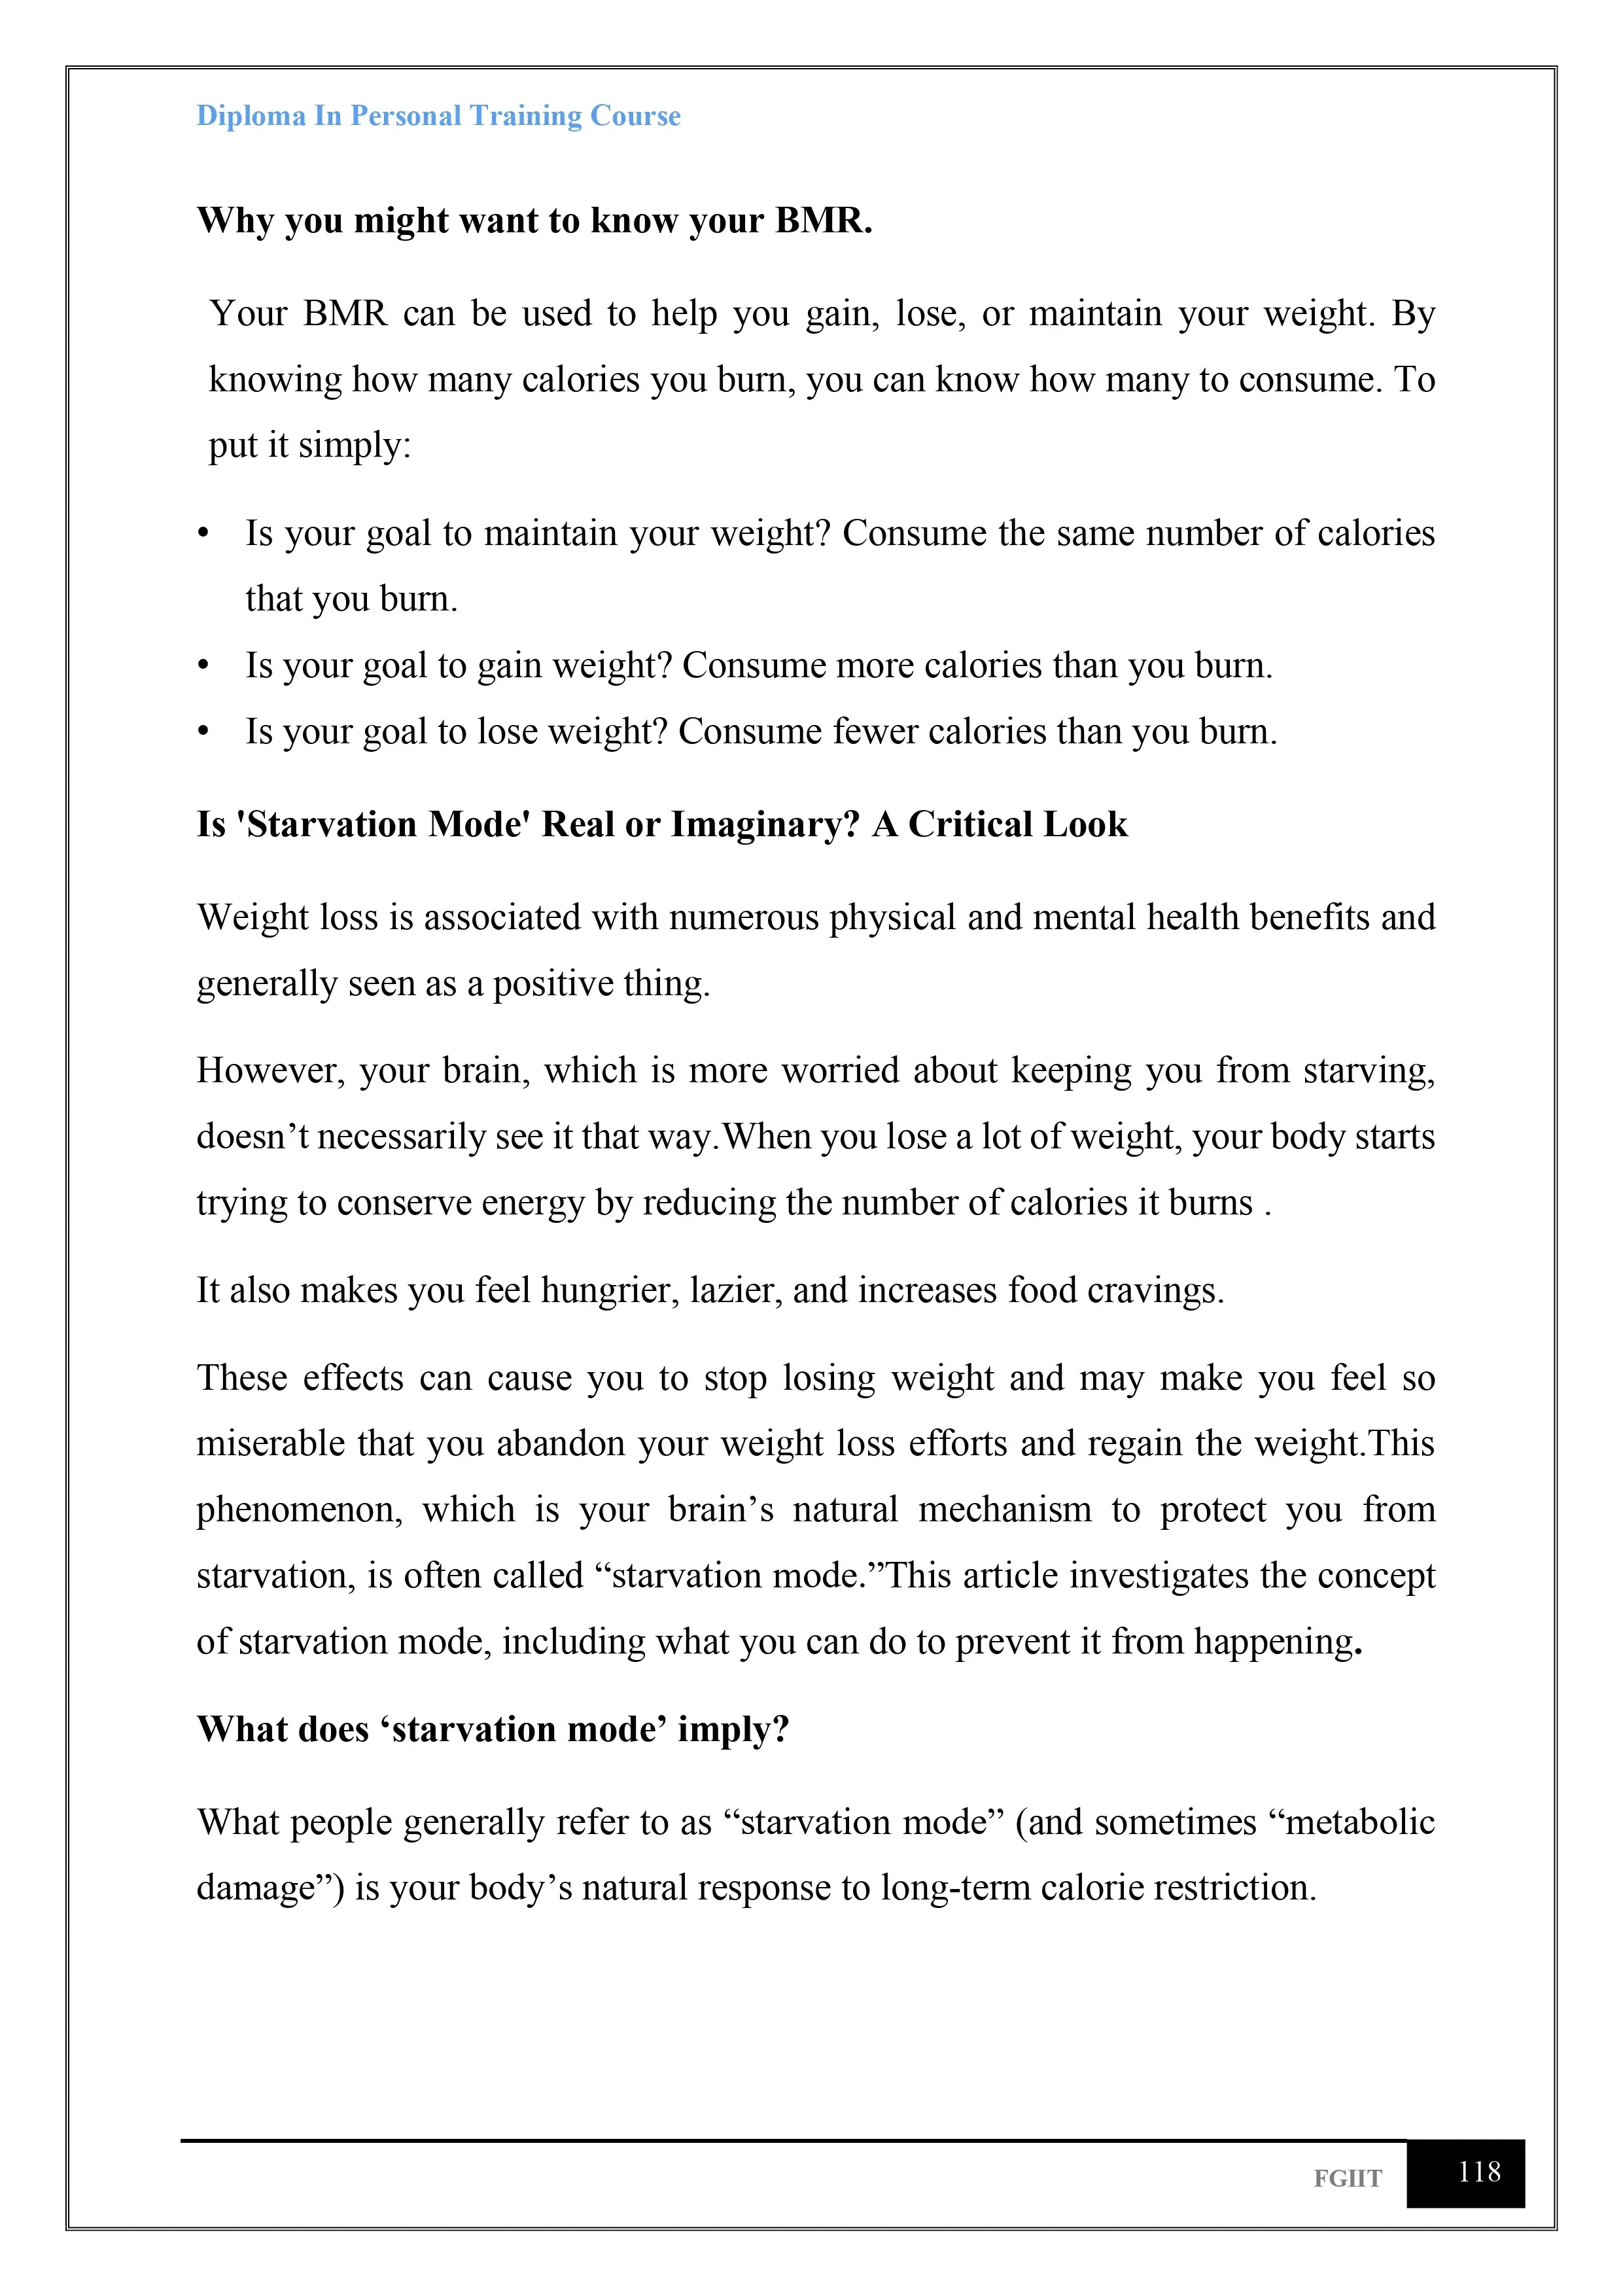 Diploma In Personal Training Course
Why you might want to know your BMR.
Your BMR can be used to help you gain, lose, or maintain your weight. By
knowing how many calories you burn, you can know how many to consume. To
put it simply:
• Is your goal to maintain your weight? Consume the same number of calories
that you burn.
• Is your goal to gain weight? Consume more calories than you burn.
• Is your goal to lose weight? Consume fewer calories than you burn.
Is 'Starvation Mode' Real or Imaginary? A Critical Look
Weight loss is associated with numerous physical and mental health benefits and
generally seen as a positive thing.
However, your brain, which is more worried about keeping you from starving,
doesn’t necessarily see it that way.When you lose a lot of weight, your body starts
trying to conserve energy by reducing the number of calories it burns .
It also makes you feel hungrier, lazier, and increases food cravings.
These effects can cause you to stop losing weight and may make you feel so
miserable that you abandon your weight loss efforts and regain the weight.This
phenomenon, which is your brain’s natural mechanism to protect you from
starvation, is often called “starvation mode.”This article investigates the concept
of starvation mode, including what you can do to prevent it from happening.
What does ‘starvation mode’ imply?
What people generally refer to as “starvation mode” (and sometimes “metabolic
damage”) is your body’s natural response to long-term calorie restriction.
FGIIT 118